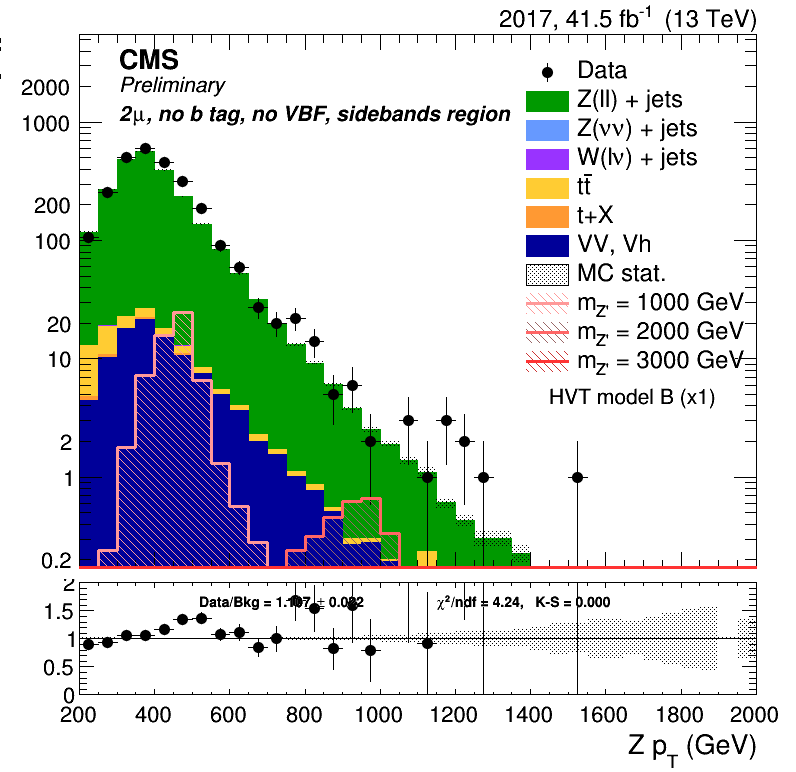 2017, 41.5 fb⁻¹ (13 TeV)
CMS
Preliminary
2μ, no b tag, no VBF, sidebands region
Data
Z(ll) + jets
Z(νν) + jets
W(lν) + jets
tt̄
t+X
VV, Vh
MC stat.
m_Z' = 1000 GeV
m_Z' = 2000 GeV
m_Z' = 3000 GeV
HVT model B (x1)
2000
1000
200
100
20
10
2
1
0.2
Data/Bkg = ± χ²/ndf = 4.24, K-S = 0.000
2
1.5
1
0.5
0
200 400 600 800 1000 1200 1400 1600 1800 2000
Z p_T (GeV)